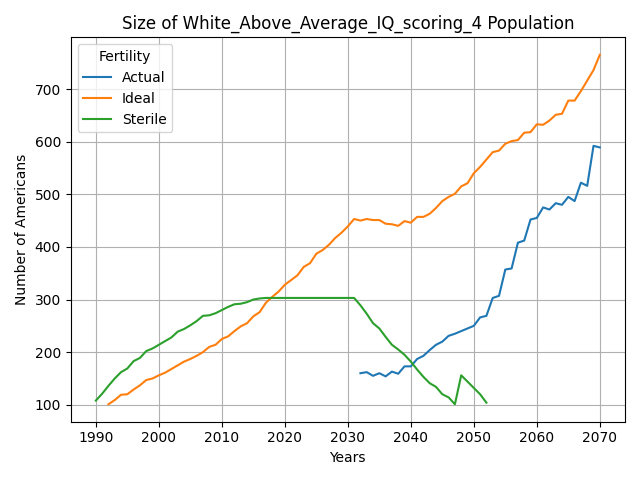 Size of White_Above_Average_IQ_scoring_4 Population
Fertility
Actual
Ideal
Sterile
Number of Americans
700
600
500
400
300
200
100
1990 2000 2010 2020 2030 2040 2050 2060 2070
Years